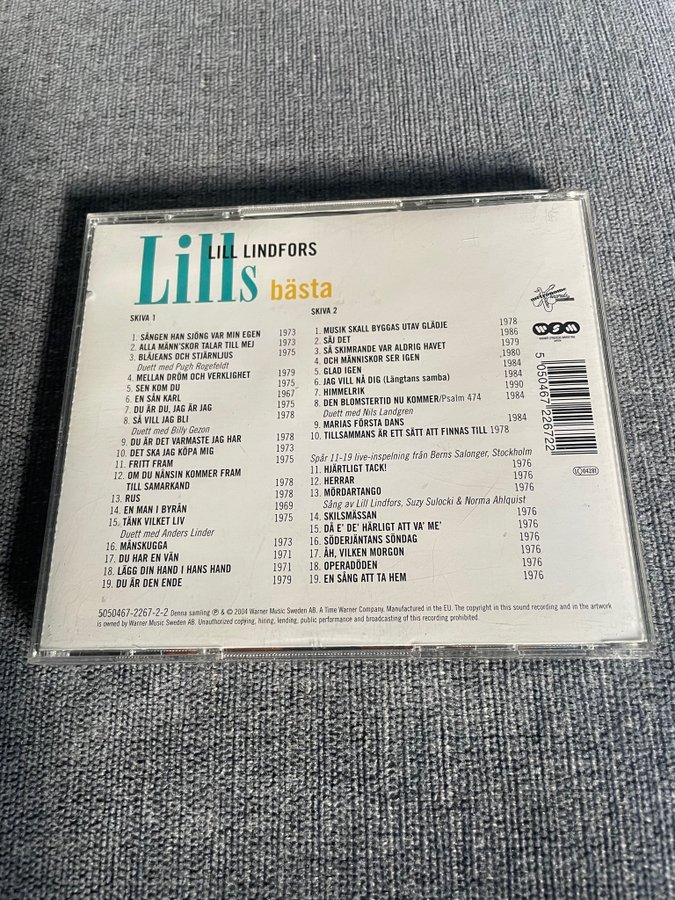 LILL LINDFORS
Lills bästa
SKIVA 1
1. SÅNGEN HAN SJÖNG VAR MIN EGEN 1973
2. ALLA MÄNN'SKOR TALAR TILL MEJ 1973
3. BLÅJEANS OCH STJÄRNLJUS 1975
Duett med Pugh Rogefeldt
4. MELLAN DRÖM OCH VERKLIGHET 1979
5. SEN KOM DU 1975
6. EN SÅN KARL 1967
7. DU ÄR DU, JAG ÄR JAG 1975
8. SÅ VILL JAG BLI 1978
Duett med Billy Gezon
9. DU ÄR DET VARMASTE JAG HAR 1978
10. DET SKA JAG KÖPA MIG 1973
11. FRITT FRAM 1975
12. OM DU NÅNSIN KOMMER FRAM
TILL SAMARKAND 1978
13. RUS 1978
14. EN MAN I BYRÅN 1969
15. TÄNK VILKET LIV 1975
Duett med Anders Linder
16. MÅNSKUGGA 1973
17. DU HAR EN VÄN 1971
18. LÄGG DIN HAND I HANS HAND 1971
19. DU ÄR DEN ENDE 1979
SKIVA 2
1. MUSIK SKALL BYGGAS UTAV GLÄDJE 1978
2. SÄJ DET 1986
3. SÅ SKIMRANDE VAR ALDRIG HAVET 1979
4. OCH MÄNNISKOR SER IGEN 1980
5. GLAD IGEN 1984
6. JAG VILL NÅ DIG (Längtans samba) 1984
7. HIMMELRIK 1990
8. DEN BLOMSTERTID NU KOMMER/Psalm 474
Duett med Nils Landgren
9. MARIAS FÖRSTA DANS 1984
10. TILLSAMMANS ÄR ETT SÄTT ATT FINNAS TILL 1978
Spår 11-19 live-inspelning från Berns Salonger, Stockholm
11. HJÄRTLIGT TACK! 1976
12. HERRAR 1976
13. MÖRDARTANGO 1976
Sång av Lill Lindfors, Suzy Sulocki & Norma Ahlquist
14. SKILSMÄSSAN 1976
15. DÅ E' DE' HÄRLIGT ATT VA' ME' 1976
16. SÖDERJÄNTANS SÖNDAG 1976
17. ÅH, VILKEN MORGON 1976
18. OPERADÖDEN 1976
19. EN SÅNG ATT TA HEM 1976
WSM
5 050467 226722
LC 04281
5050467-2267-2-2 Denna samling ℗ & © 2004 Warner Music Sweden AB. A Time Warner Company. Manufactured in the EU. The copyright in this sound recording and in the artwork
is owned by Warner Music Sweden AB. Unauthorized copying, hiring, lending, public performance and broadcasting of this recording prohibited.